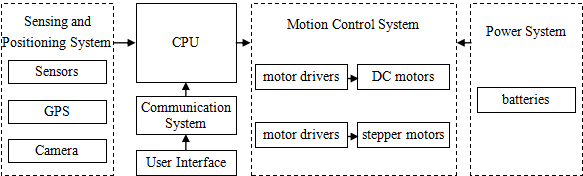 Sensing and
Positioning System
Sensors
GPS
Camera
CPU
Communication
System
User Interface
Motion Control System
motor drivers
DC motors
motor drivers
stepper motors
Power System
batteries